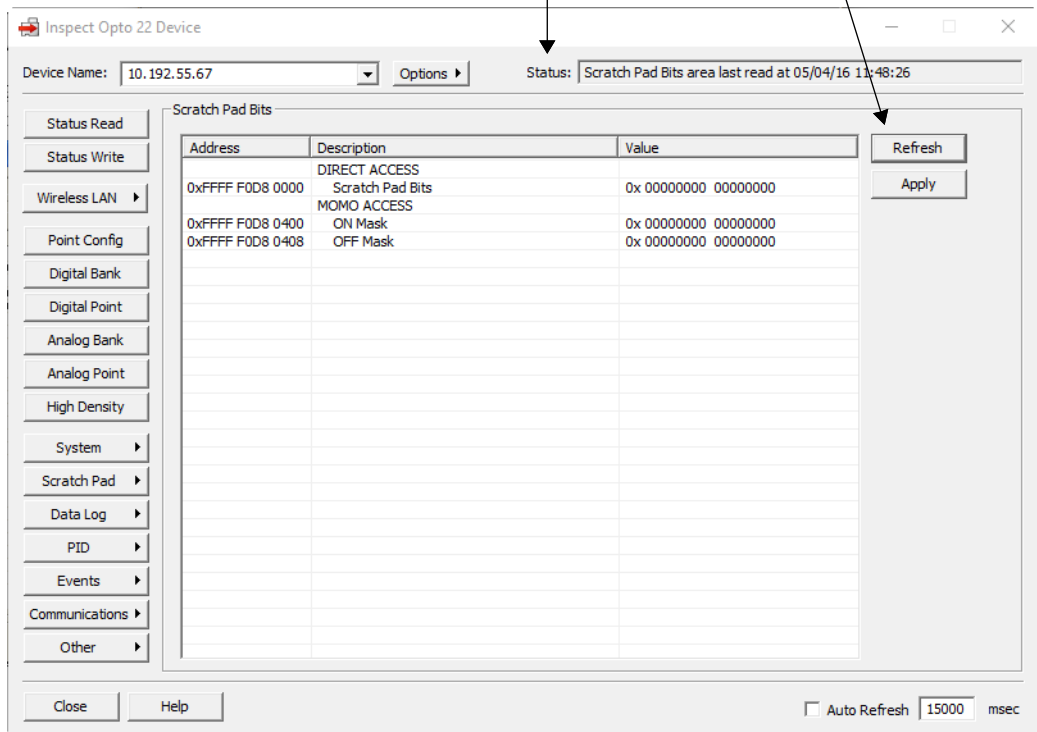 Inspect Opto 22 Device
Device Name: 10.192.55.67 Options Status: Scratch Pad Bits area last read at 05/04/16 11:48:26
Status Read
Status Write
Wireless LAN
Point Config
Digital Bank
Digital Point
Analog Bank
Analog Point
High Density
System
Scratch Pad
Data Log
PID
Events
Communications
Other
Scratch Pad Bits
Address Description Value
DIRECT ACCESS
0xFFFF F0D8 0000 Scratch Pad Bits 0x 00000000 00000000
MOMO ACCESS
0xFFFF F0D8 0400 ON Mask 0x 00000000 00000000
0xFFFF F0D8 0408 OFF Mask 0x 00000000 00000000
Refresh
Apply
Close Help Auto Refresh 15000 msec